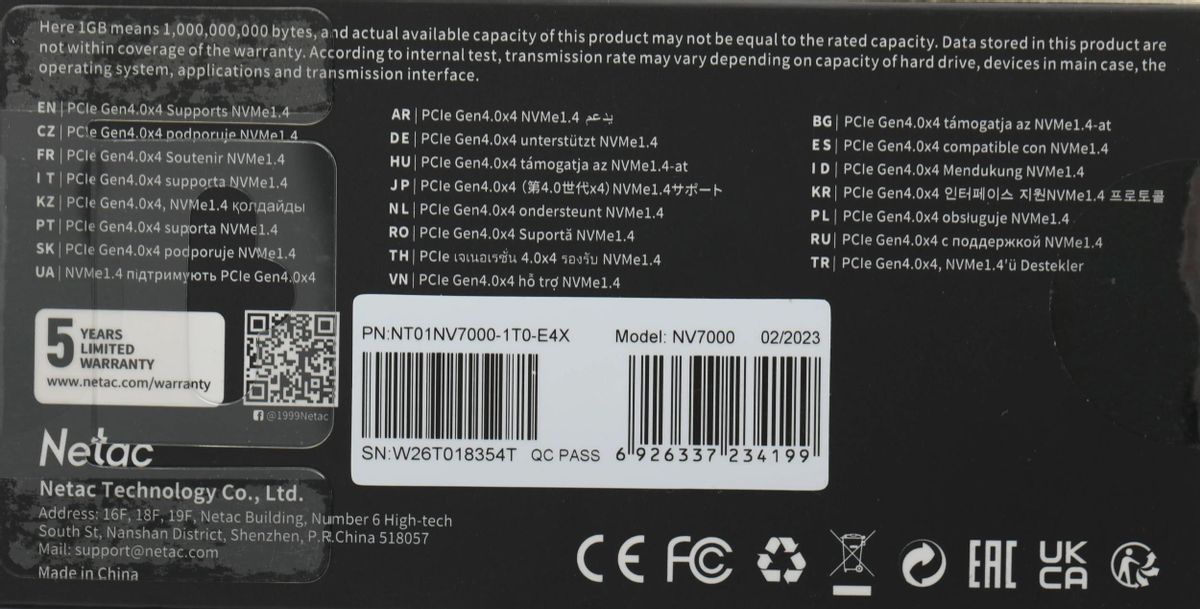 Here 1GB means 1,000,000,000 bytes, and actual available capacity of this product may not be equal to the rated capacity. Data stored in this product are
not within coverage of the warranty. According to internal test, transmission rate may vary depending on capacity of hard drive, devices in main case, the
operating system, applications and transmission interface.
EN | PCIe Gen4.0x4 Supports NVMe1.4
CZ | PCIe Gen4.0x4 podporuje NVMe1.4
FR | PCIe Gen4.0x4 Soutenir NVMe1.4
IT | PCIe Gen4.0x4 supporta NVMe1.4
KZ | PCIe Gen4.0x4, NVMe1.4 қолдайды
PT | PCIe Gen4.0x4 suporta NVMe1.4
SK | PCIe Gen4.0x4 podporuje NVMe1.4
UA | NVMe1.4 підтримують PCIe Gen4.0x4
AR | PCIe Gen4.0x4 NVMe1.4 يدعم
DE | PCIe Gen4.0x4 unterstützt NVMe1.4
HU | PCIe Gen4.0x4 támogatja az NVMe1.4-at
JP | PCIe Gen4.0x4 (第4.0世代x4) NVMe1.4サポート
NL | PCIe Gen4.0x4 ondersteunt NVMe1.4
RO | PCIe Gen4.0x4 Suportă NVMe1.4
TH | PCIe เจเนอเรชั่น 4.0x4 รองรับ NVMe1.4
VN | PCIe Gen4.0x4 hỗ trợ NVMe1.4
BG | PCIe Gen4.0x4 támogatja az NVMe1.4-at
ES | PCIe Gen4.0x4 compatible con NVMe1.4
ID | PCIe Gen4.0x4 Mendukung NVMe1.4
KR | PCIe Gen4.0x4 인터페이스 지원NVMe1.4 프로토콜
PL | PCIe Gen4.0x4 obsługuje NVMe1.4
RU | PCIe Gen4.0x4 с поддержкой NVMe1.4
TR | PCIe Gen4.0x4, NVMe1.4'ü Destekler
5 YEARS
LIMITED
WARRANTY
www.netac.com/warranty
@1999Netac
PN:NT01NV7000-1T0-E4X Model: NV7000 02/2023
SN:W26T018354T QC PASS 6 926337 234199
Netac
Netac Technology Co., Ltd.
Address: 16F, 18F, 19F, Netac Building, Number 6 High-tech
South St, Nanshan District, Shenzhen, P.R.China 518057
Mail: support@netac.com
Made in China
CE FC EAC UK
CA